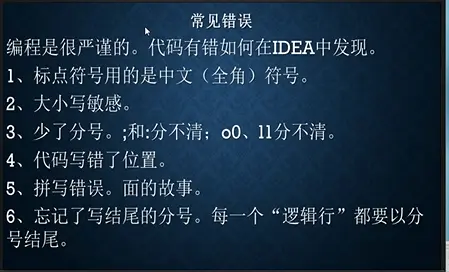 常见错误
编程是很严谨的。代码有错如何在IDEA中发现。
1、标点符号用的是中文（全角）符号。
2、大小写敏感。
3、少了分号。;和:分不清；o0、l1分不清。
4、代码写错了位置。
5、拼写错误。面的故事。
6、忘记了写结尾的分号。每一个“逻辑行”都要以分
号结尾。